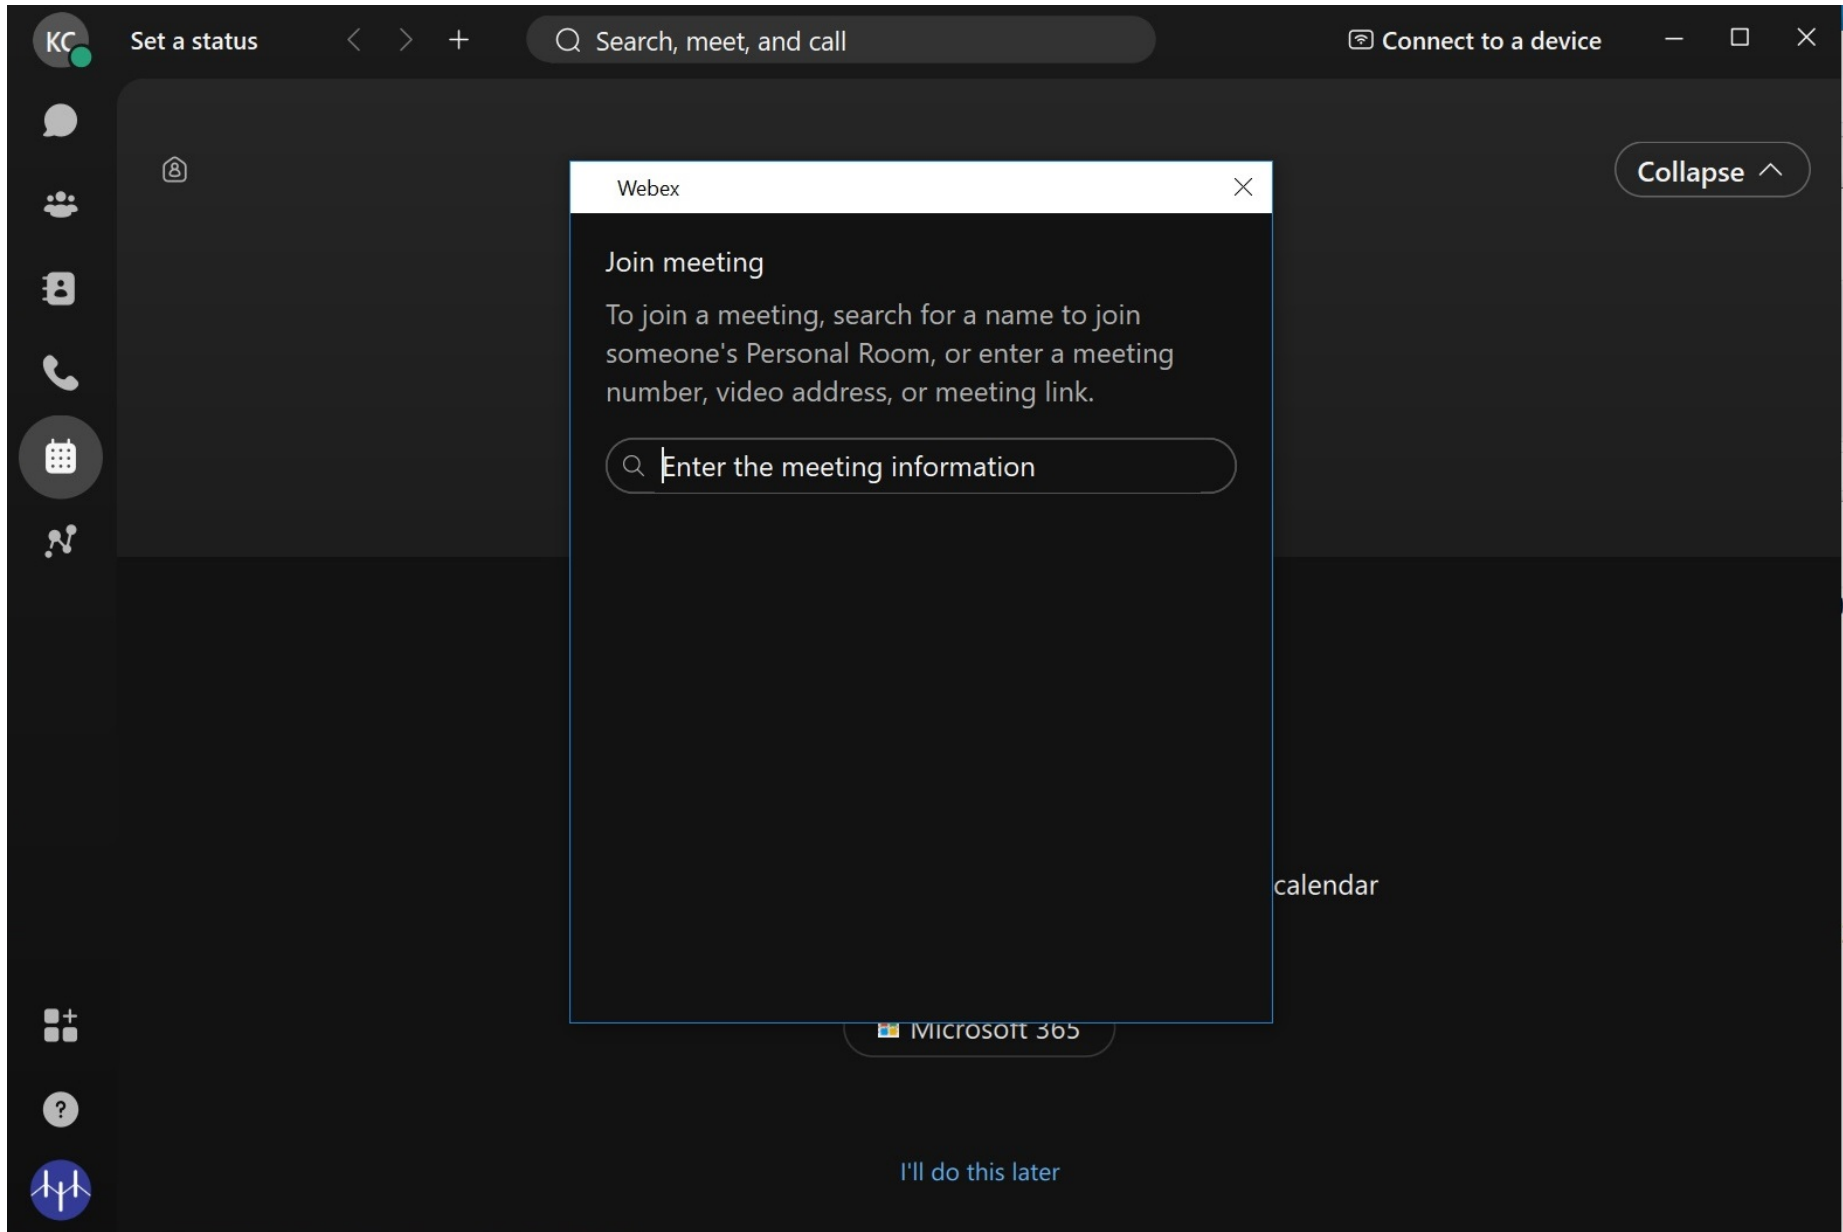 KC Set a status Search, meet, and call Connect to a device
Collapse
Webex
Join meeting
To join a meeting, search for a name to join
someone's Personal Room, or enter a meeting
number, video address, or meeting link.
Enter the meeting information
calendar
Microsoft 365
I'll do this later